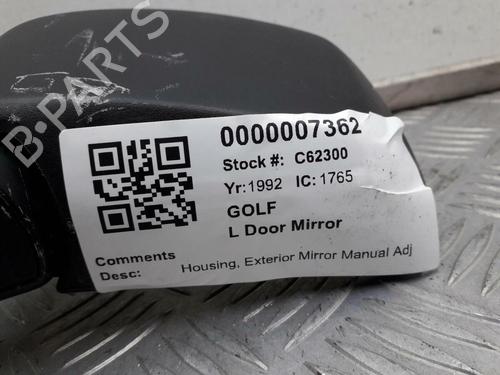 B-PARTS
0000007362
Stock #: C62300
Yr:1992 IC:1765
GOLF
L Door Mirror
Comments
Desc: Housing, Exterior Mirror Manual Adj